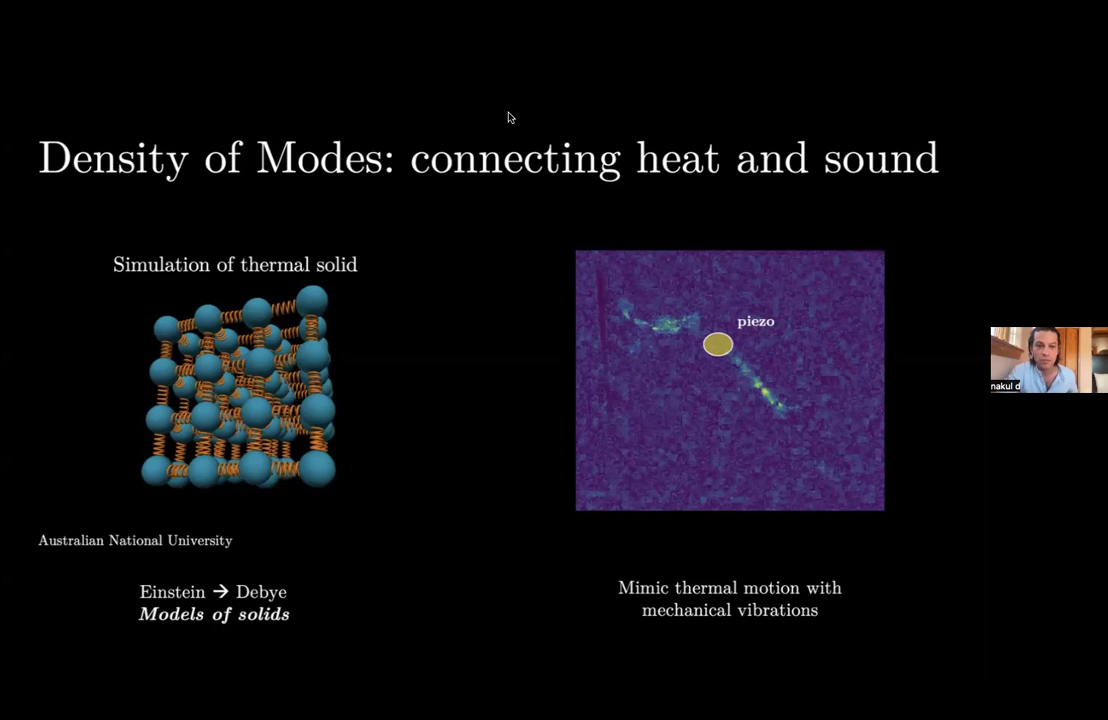 Density of Modes: connecting heat and sound
Simulation of thermal solid
piezo
nakul d
Australian National University
Einstein → Debye
Models of solids
Mimic thermal motion with
mechanical vibrations